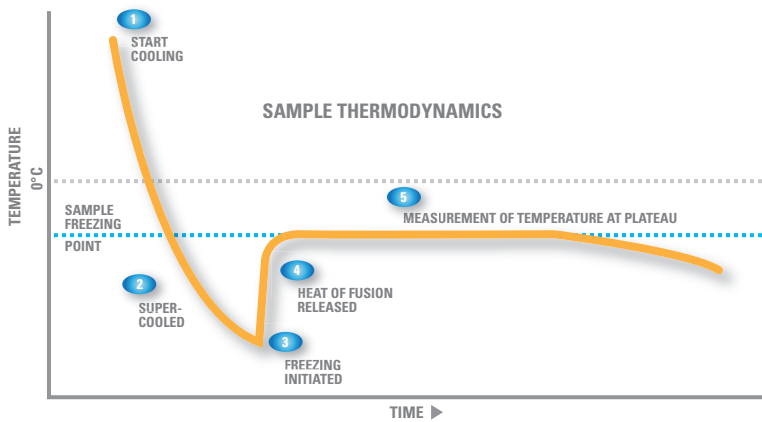 1
START
COOLING
SAMPLE THERMODYNAMICS
TEMPERATURE
0°C
5
MEASUREMENT OF TEMPERATURE AT PLATEAU
SAMPLE
FREEZING
POINT
4
HEAT OF FUSION
RELEASED
2
SUPER-
COOLED
3
FREEZING
INITIATED
TIME ▶